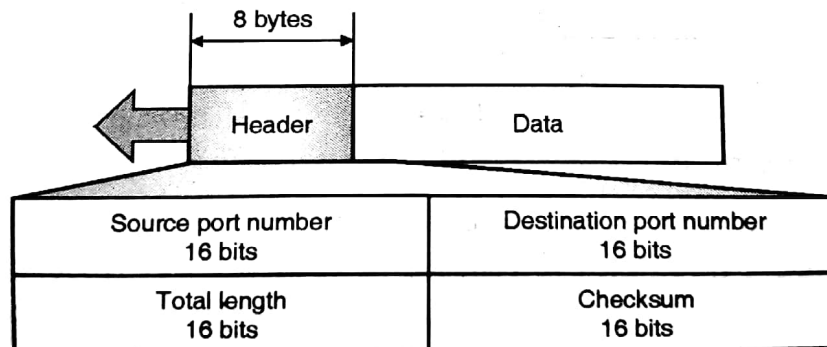 8 bytes
Header
Data
Source port number
16 bits
Destination port number
16 bits
Total length
16 bits
Checksum
16 bits